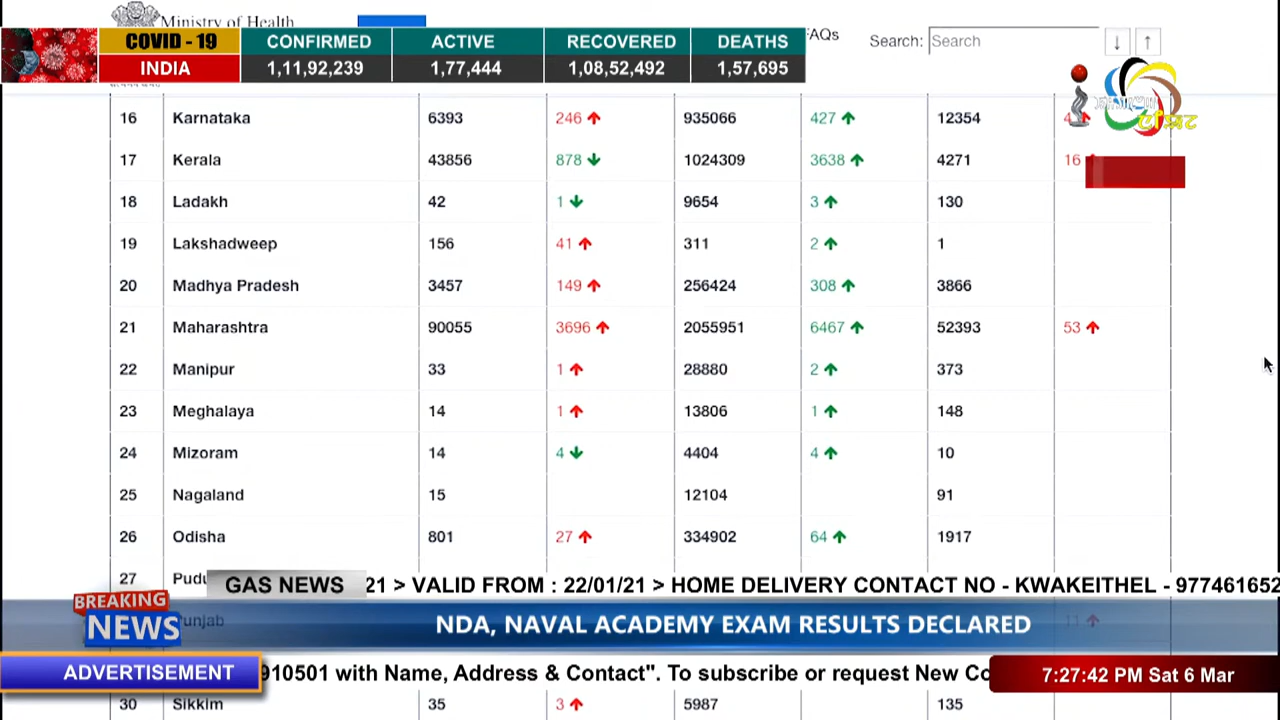 Ministry of Health
COVID - 19 CONFIRMED ACTIVE RECOVERED DEATHS
INDIA 1,11,92,239 1,77,444 1,08,52,492 1,57,695
FAQs Search: Search ↓ ↑
16 Karnataka 6393 246 ↑ 935066 427 ↑ 12354 4 ↑
17 Kerala 43856 878 ↓ 1024309 3638 ↑ 4271 16
18 Ladakh 42 1 ↓ 9654 3 ↑ 130
19 Lakshadweep 156 41 ↑ 311 2 ↑ 1
20 Madhya Pradesh 3457 149 ↑ 256424 308 ↑ 3866
21 Maharashtra 90055 3696 ↑ 2055951 6467 ↑ 52393 53 ↑
22 Manipur 33 1 ↑ 28880 2 ↑ 373
23 Meghalaya 14 1 ↑ 13806 1 ↑ 148
24 Mizoram 14 4 ↓ 4404 4 ↑ 10
25 Nagaland 15 12104 91
26 Odisha 801 27 ↑ 334902 64 ↑ 1917
27 Pudu
GAS NEWS 21 > VALID FROM : 22/01/21 > HOME DELIVERY CONTACT NO - KWAKEITHEL - 977461652
BREAKING
NEWS
unjab 11 ↑
NDA, NAVAL ACADEMY EXAM RESULTS DECLARED
ADVERTISEMENT 910501 with Name, Address & Contact". To subscribe or request New Co 7:27:42 PM Sat 6 Mar
30 Sikkim 35 3 ↑ 5987 135